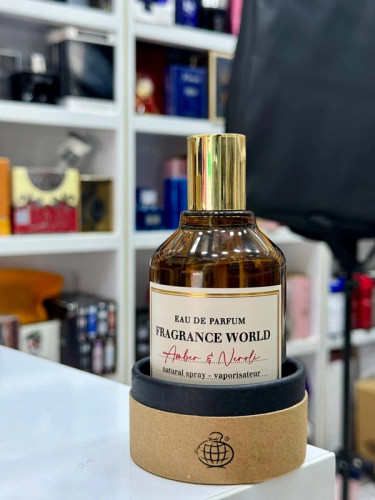 EAU DE PARFUM
FRAGRANCE WORLD
Amber & Neroli
natural spray - vaporisateur